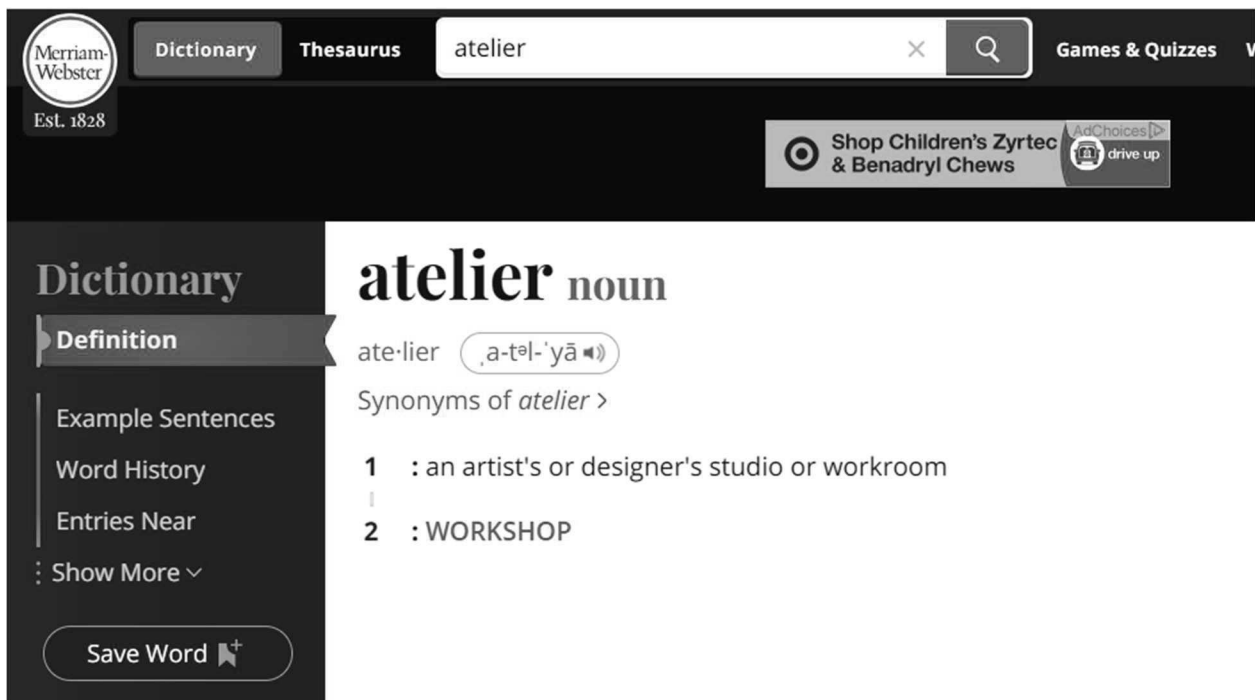 Merriam-
Webster
Est. 1828
Dictionary
Thesaurus
atelier
Games & Quizzes
Shop Children's Zyrtec
& Benadryl Chews
AdChoices
drive up
Dictionary
Definition
Example Sentences
Word History
Entries Near
Show More
Save Word
atelier noun
ate·lier ˌa-tᵊl-ˈyā
Synonyms of atelier >
1 : an artist's or designer's studio or workroom
2 : WORKSHOP